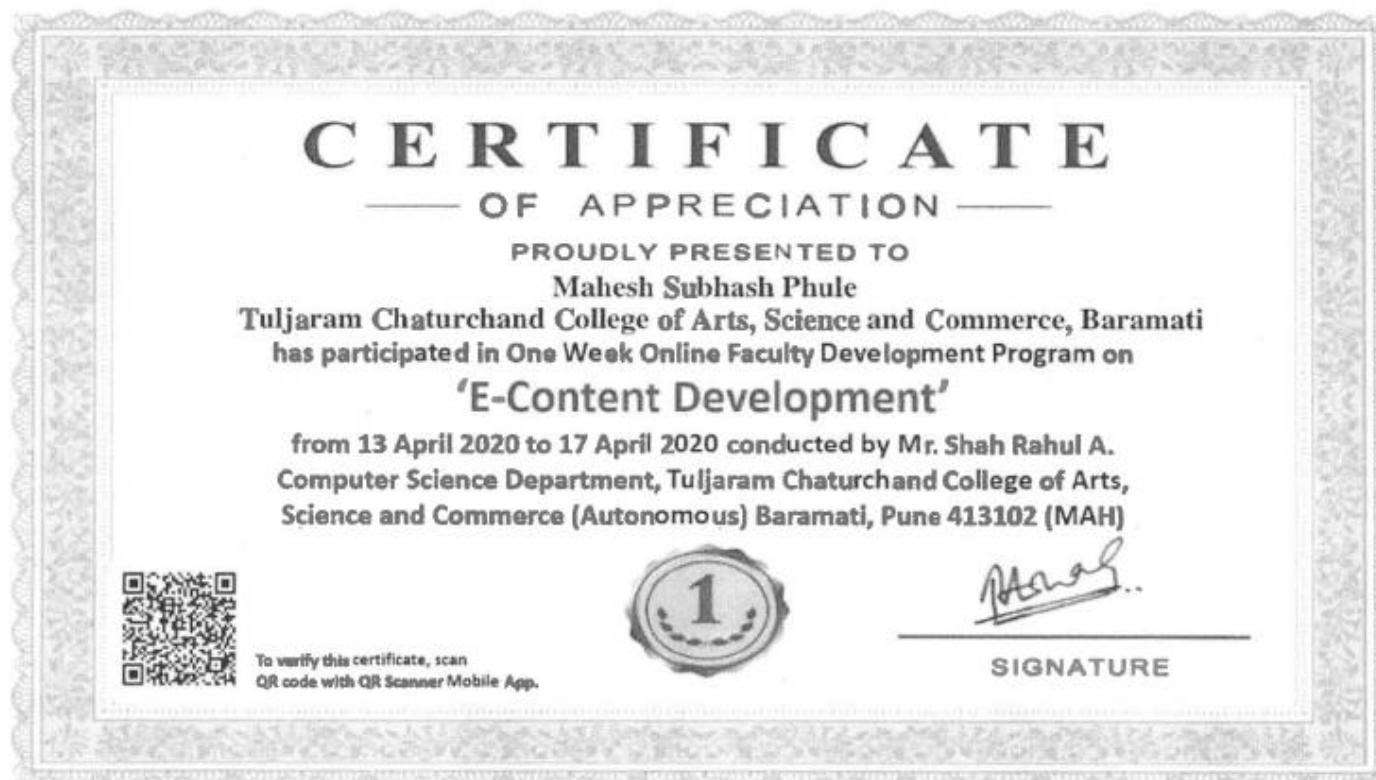 CERTIFICATE
OF APPRECIATION
PROUDLY PRESENTED TO
Mahesh Subhash Phule
Tuljaram Chaturchand College of Arts, Science and Commerce, Baramati
has participated in One Week Online Faculty Development Program on
'E-Content Development'
from 13 April 2020 to 17 April 2020 conducted by Mr. Shah Rahul A.
Computer Science Department, Tuljaram Chaturchand College of Arts,
Science and Commerce (Autonomous) Baramati, Pune 413102 (MAH)
1
To verify this certificate, scan
QR code with QR Scanner Mobile App.
SIGNATURE